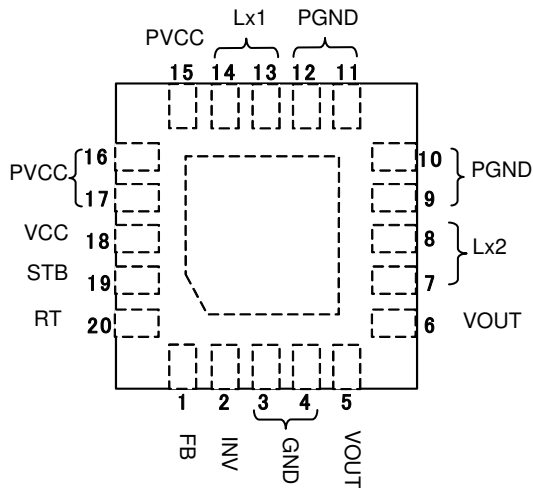 Lx1 PGND
PVCC
15 14 13 12 11
16 10
PVCC PGND
17 9
VCC 18 8
Lx2
STB 19 7
RT 20 6 VOUT
1 2 3 4 5
FB INV GND VOUT